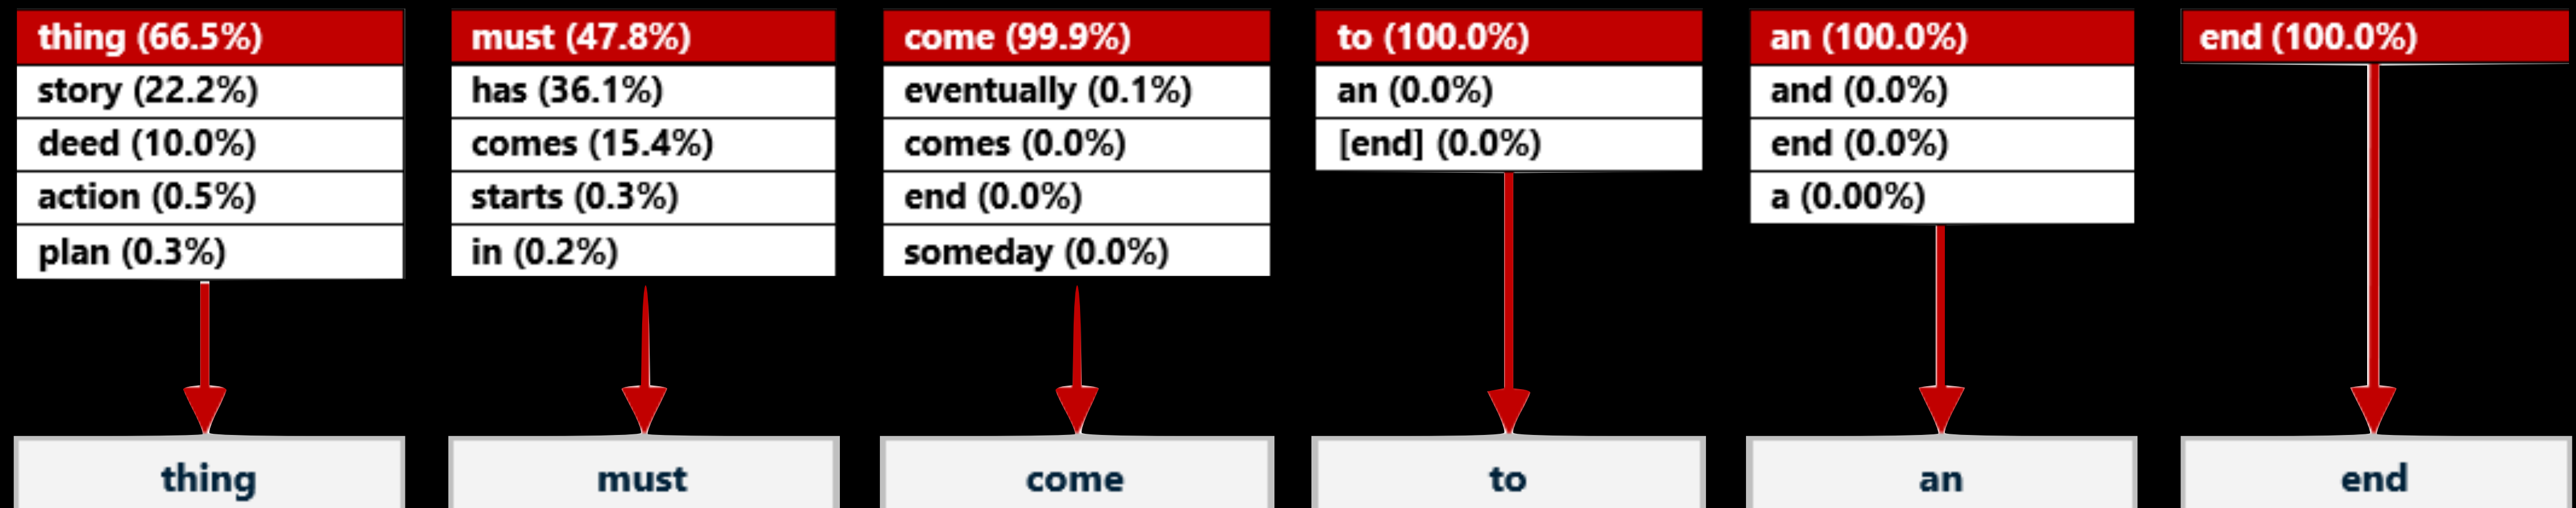 thing (66.5%)
story (22.2%)
deed (10.0%)
action (0.5%)
plan (0.3%)
thing
must (47.8%)
has (36.1%)
comes (15.4%)
starts (0.3%)
in (0.2%)
must
come (99.9%)
eventually (0.1%)
comes (0.0%)
end (0.0%)
someday (0.0%)
come
to (100.0%)
an (0.0%)
[end] (0.0%)
to
an (100.0%)
and (0.0%)
end (0.0%)
a (0.00%)
an
end (100.0%)
end